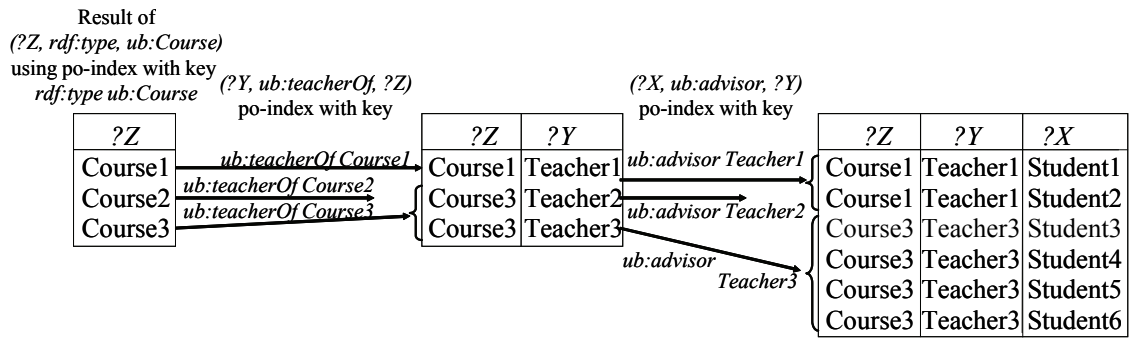 Result of
(?Z, rdf:type, ub:Course)
using po-index with key
rdf:type ub:Course
(?Y, ub:teacherOf, ?Z)
po-index with key
(?X, ub:advisor, ?Y)
po-index with key
?Z
Course1
Course2
Course3
ub:teacherOf Course1
ub:teacherOf Course2
ub:teacherOf Course3
?Z ?Y
Course1 Teacher1
Course3 Teacher2
Course3 Teacher3
ub:advisor Teacher1
ub:advisor Teacher2
ub:advisor
Teacher3
?Z ?Y ?X
Course1 Teacher1 Student1
Course1 Teacher1 Student2
Course3 Teacher3 Student3
Course3 Teacher3 Student4
Course3 Teacher3 Student5
Course3 Teacher3 Student6